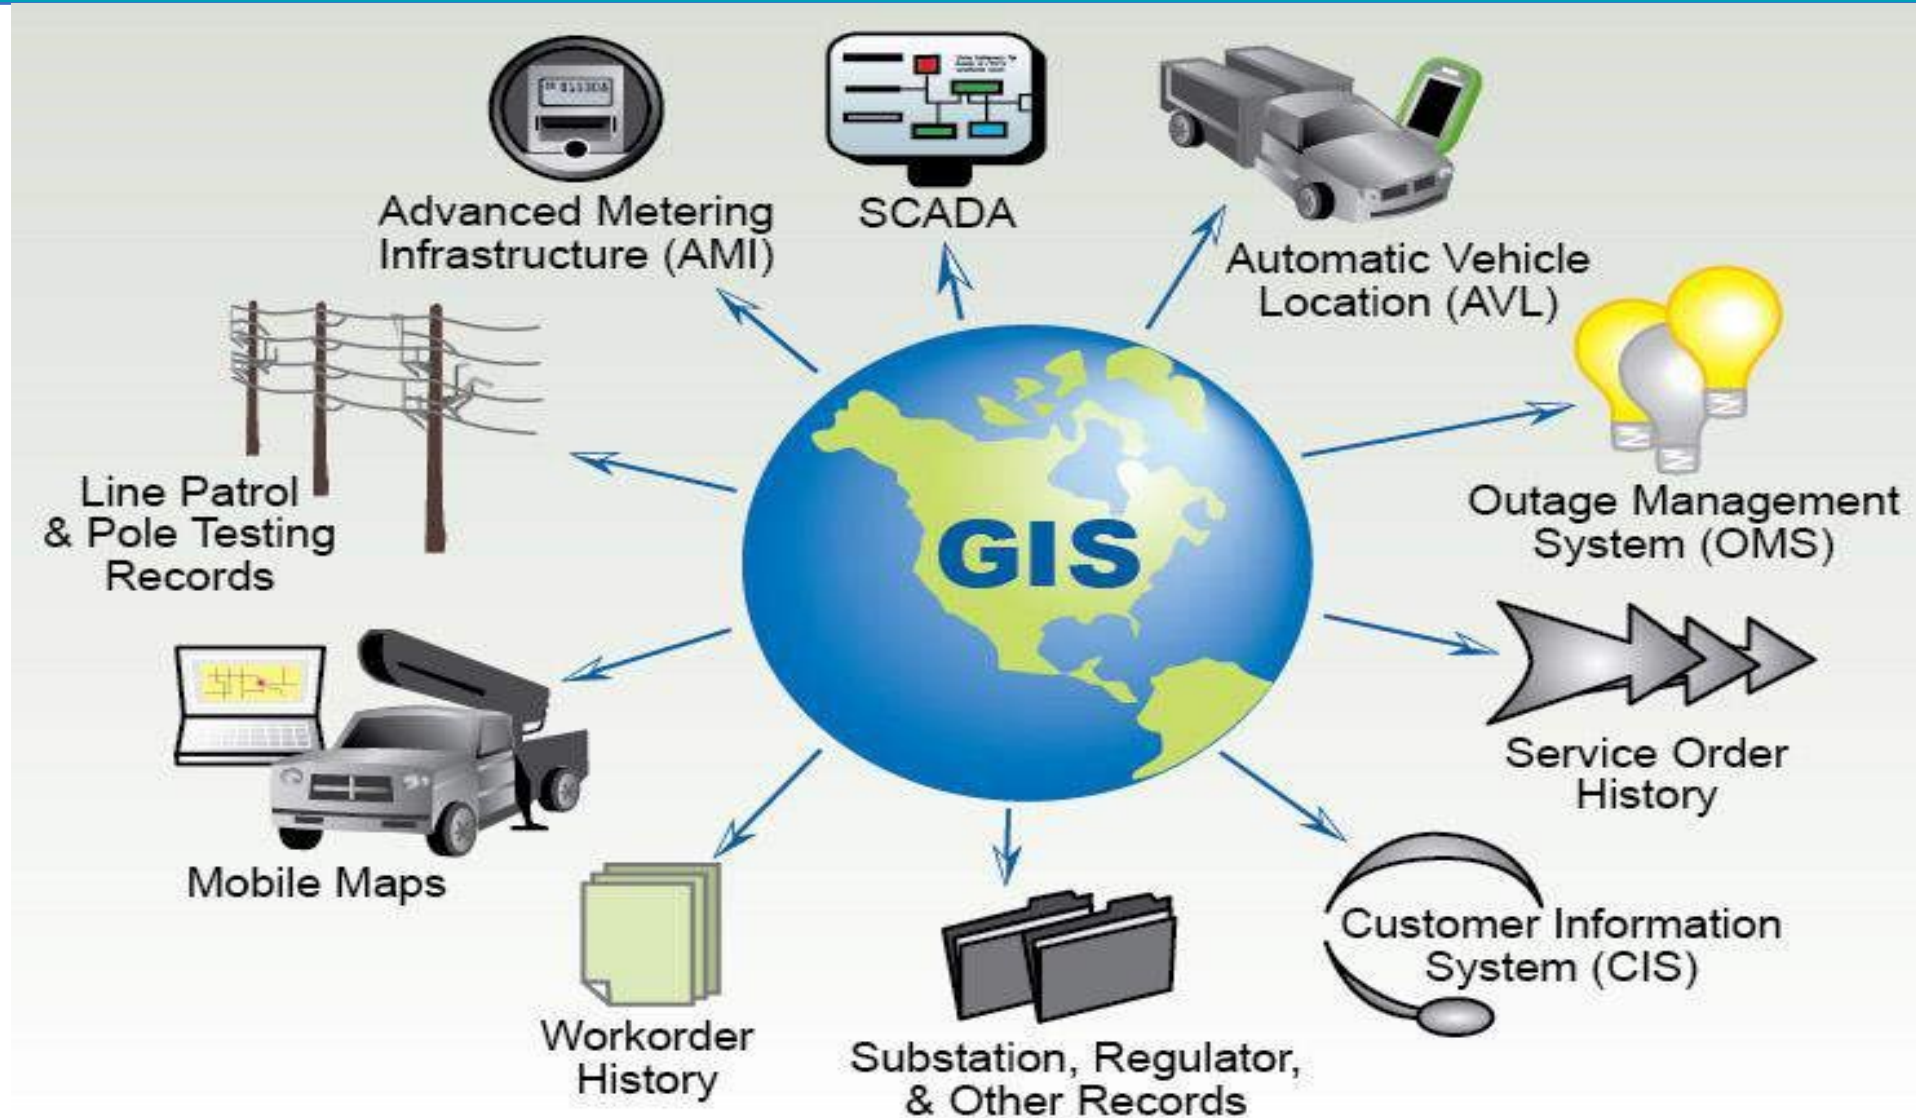 Advanced Metering
Infrastructure (AMI)
SCADA
Automatic Vehicle
Location (AVL)
Line Patrol
& Pole Testing
Records
GIS
Outage Management
System (OMS)
Mobile Maps
Service Order
History
Workorder
History
Substation, Regulator,
& Other Records
Customer Information
System (CIS)